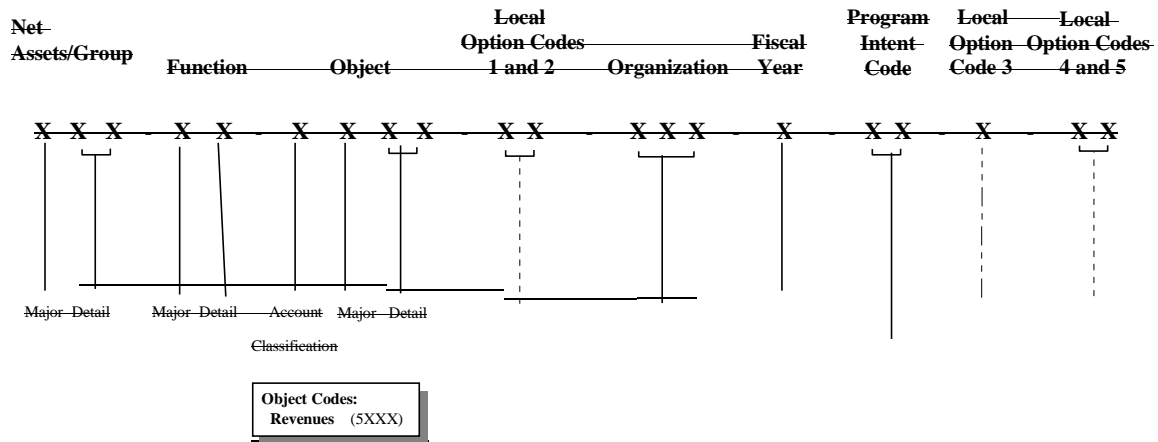 Net
Assets/Group
Function
Object
Local
Option Codes
1 and 2
Organization
Fiscal
Year
Program
Intent
Code
Local
Option
Code 3
Local
Option Codes
4 and 5
X X X - X X - X X X X - X X - X X X - X - X X - X - X X
Major Detail Major Detail Account Major Detail
Classification
Object Codes:
Revenues (5XXX)